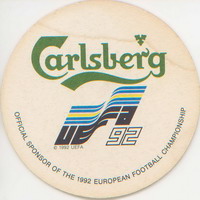 Carlsberg
UEFA 92
© 1992 UEFA
OFFICIAL SPONSOR OF THE 1992 EUROPEAN FOOTBALL CHAMPIONSHIP